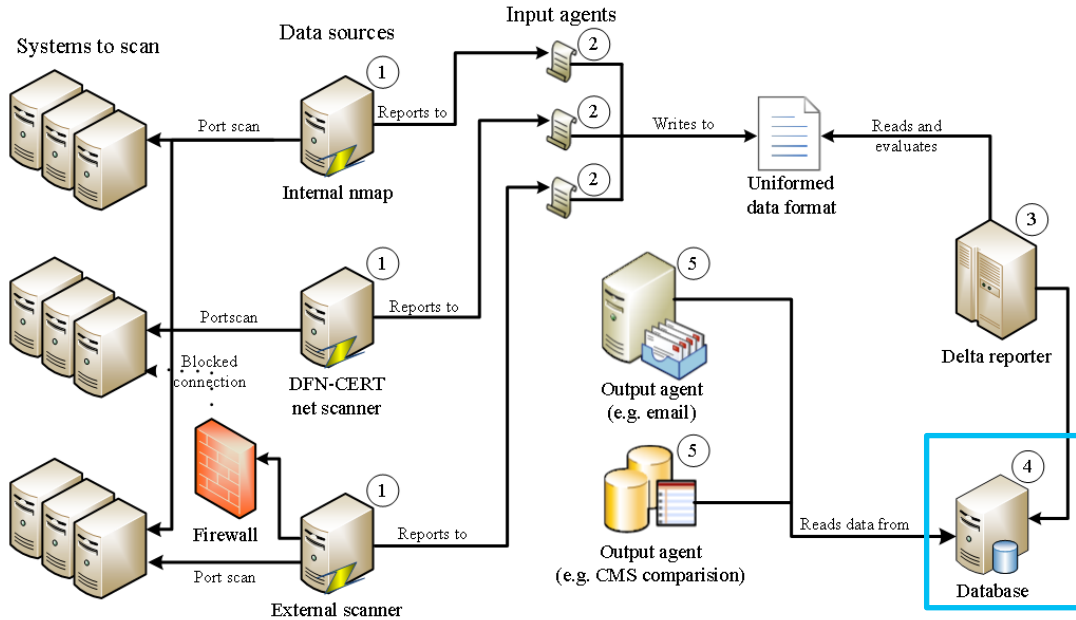 Systems to scan
Data sources
Input agents
1
2
Reports to
Port scan
Internal nmap
2
2
Writes to
Uniformed
data format
Reads and
evaluates
3
Delta reporter
1
Reports to
Portscan
DFN-CERT
net scanner
Blocked
connection
Firewall
1
Reports to
Port scan
External scanner
5
Output agent
(e.g. email)
5
Output agent
(e.g. CMS comparision)
Reads data from
4
Database